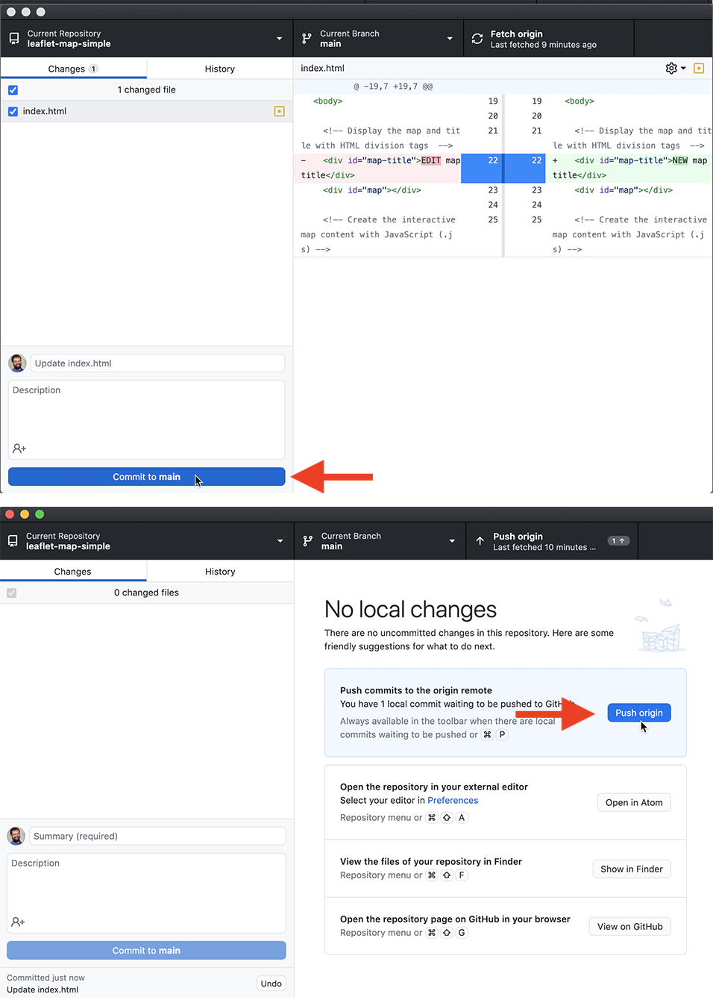 Current Repository
leaflet-map-simple
Current Branch
main
Fetch origin
Last fetched 9 minutes ago
Changes 1
History
index.html
1 changed file
@ -19,7 +19,7 @@
index.html
<body> 19
20
<!-- Display the map and tit 21
le with HTML division tags -->
- <div id="map-title">EDIT map 22
title</div>
<div id="map"></div> 23
24
<!-- Create the interactive 25
map content with JavaScript (.j
s) -->
19 <body>
20
21 <!-- Display the map and tit
le with HTML division tags -->
22 + <div id="map-title">NEW map
title</div>
23 <div id="map"></div>
24
25 <!-- Create the interactive
map content with JavaScript (.j
s) -->
Update index.html
Description
Commit to main
Current Repository
leaflet-map-simple
Current Branch
main
Push origin
Last fetched 10 minutes ...
1 ↑
Changes
History
0 changed files
No local changes
There are no uncommitted changes in this repository. Here are some
friendly suggestions for what to do next.
Push commits to the origin remote
You have 1 local commit waiting to be pushed to
Always available in the toolbar when there are local
commits waiting to be pushed or ⌘ P
Push origin
Open the repository in your external editor
Select your editor in Preferences
Repository menu or ⌘ ⇧ A
Open in Atom
View the files of your repository in Finder
Repository menu or ⌘ ⇧ F
Show in Finder
Open the repository page on GitHub in your browser
Repository menu or ⌘ ⇧ G
View on GitHub
Summary (required)
Description
Commit to main
Committed just now
Update index.html
Undo